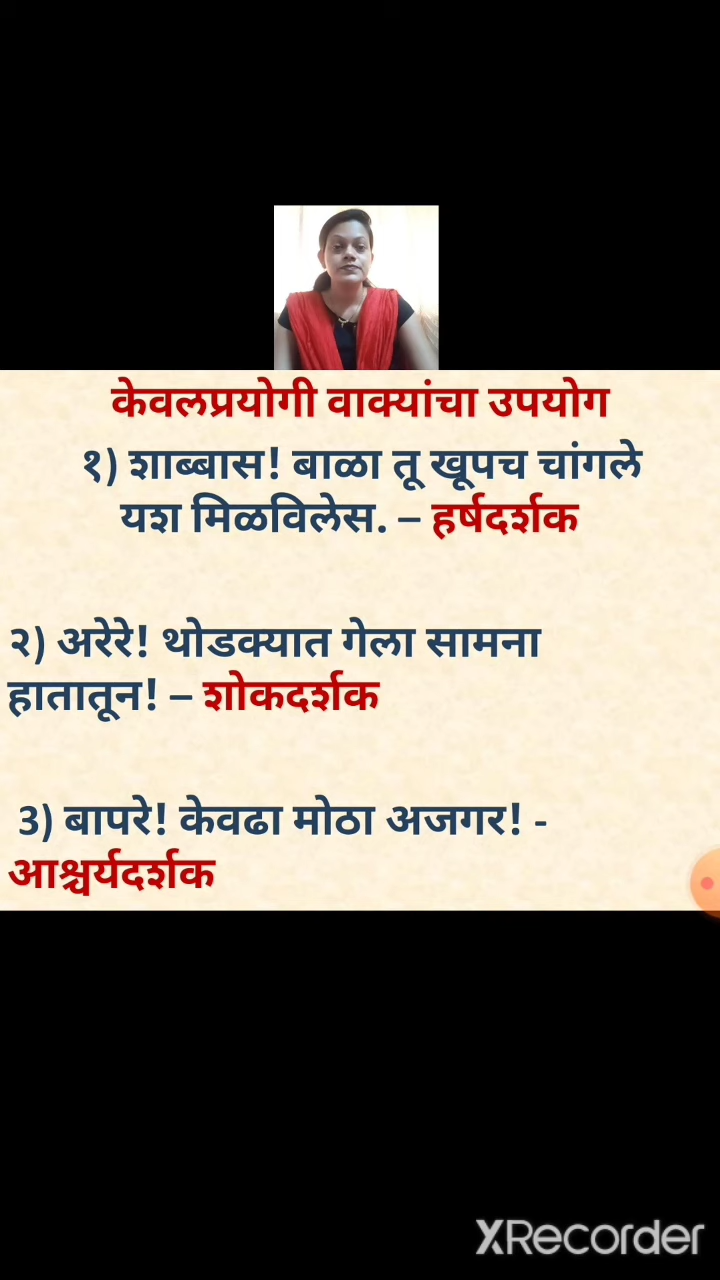 केवलप्रयोगी वाक्यांचा उपयोग
१) शाब्बास! बाळा तू खूपच चांगले
यश मिळविलेस. – हर्षदर्शक
२) अरेरे! थोडक्यात गेला सामना
हातातून! – शोकदर्शक
3) बापरे! केवढा मोठा अजगर! -
आश्चर्यदर्शक
XRecorder